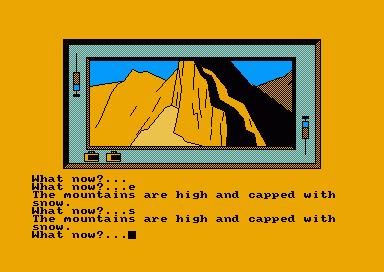 What now?...
What now?...e
The mountains are high and capped with
snow.
What now?...s
The mountains are high and capped with
snow.
What now?...